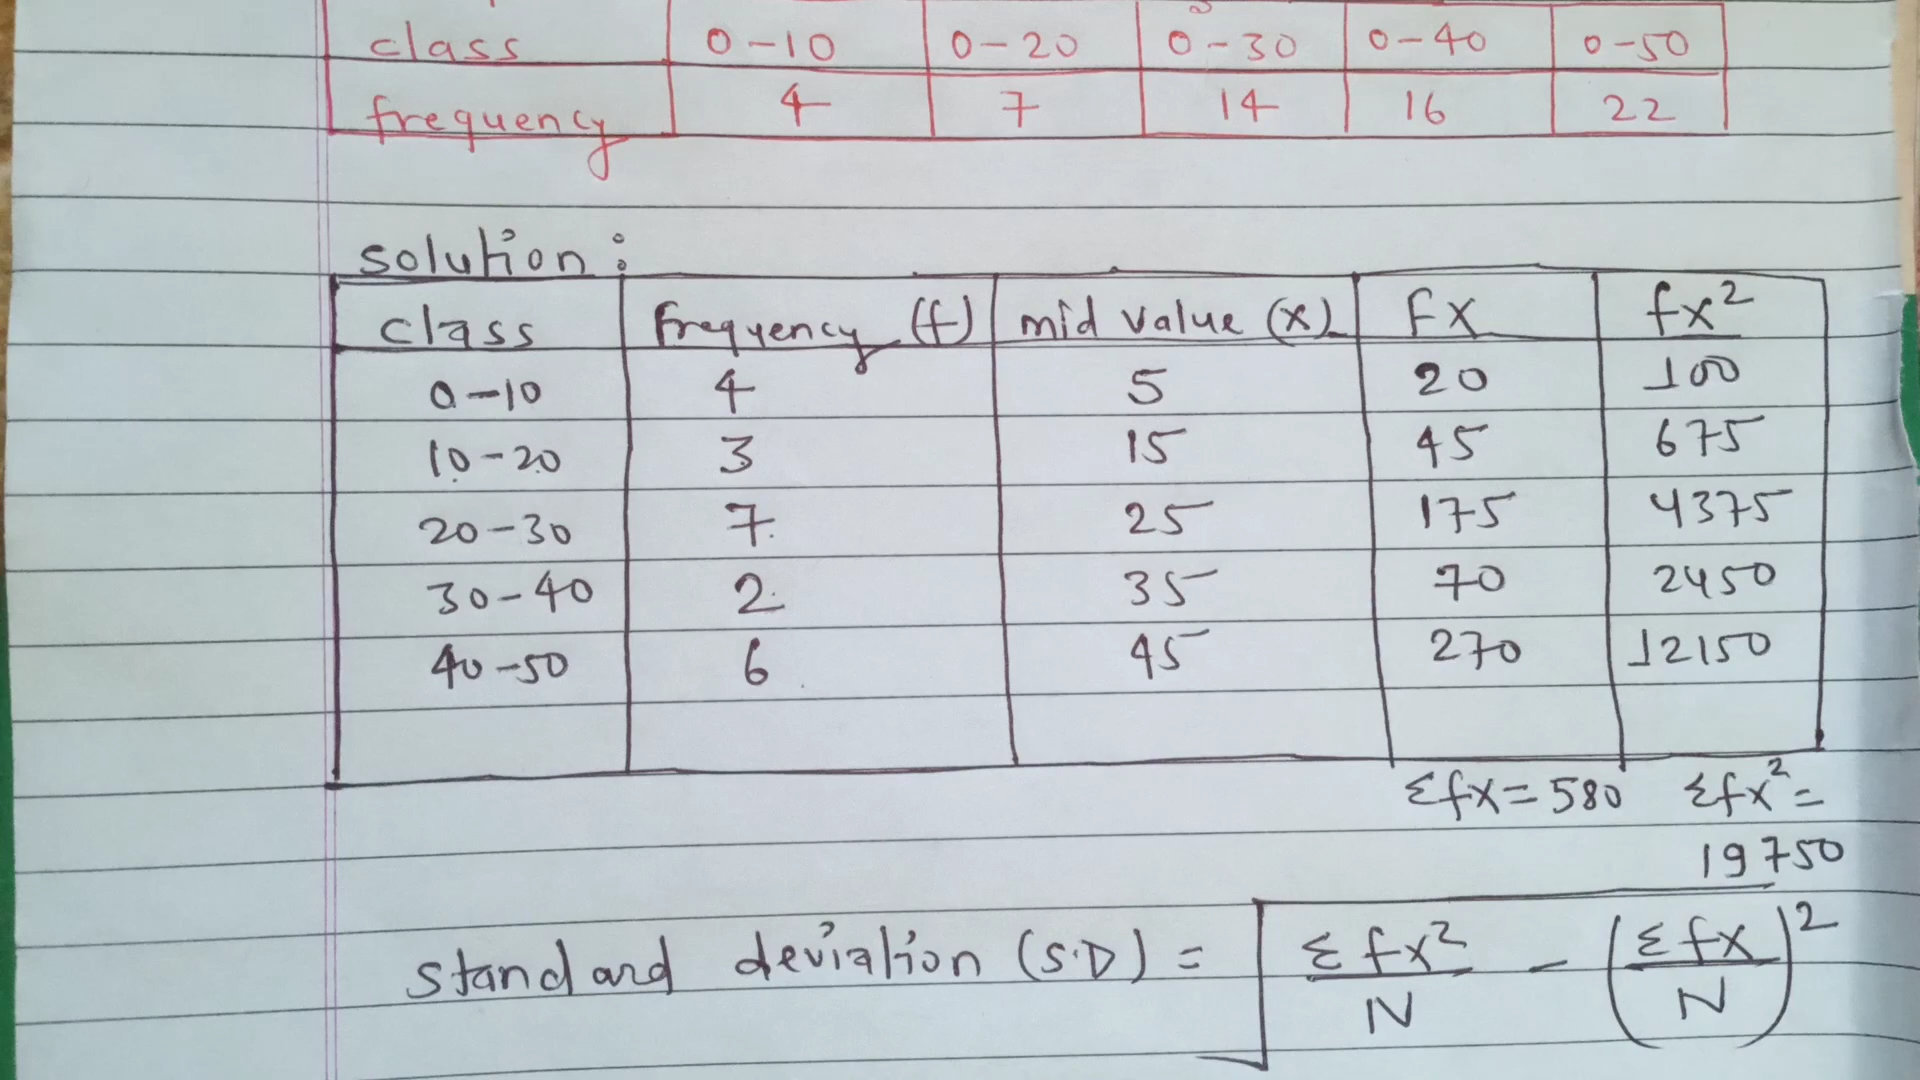 class 0-10 0-20 0-30 0-40 0-50
frequency 4 7 14 16 22
solution :
class frequency (f) mid value (x) FX fx²
0-10 4 5 20 100
10-20 3 15 45 675
20-30 7. 25 175 4375
30-40 2. 35 70 2450
40-50 6 45 270 12150
Σfx=580 Σfx²=
19750
standard deviation (S.D) = √ Σfx²/N - (Σfx/N)²